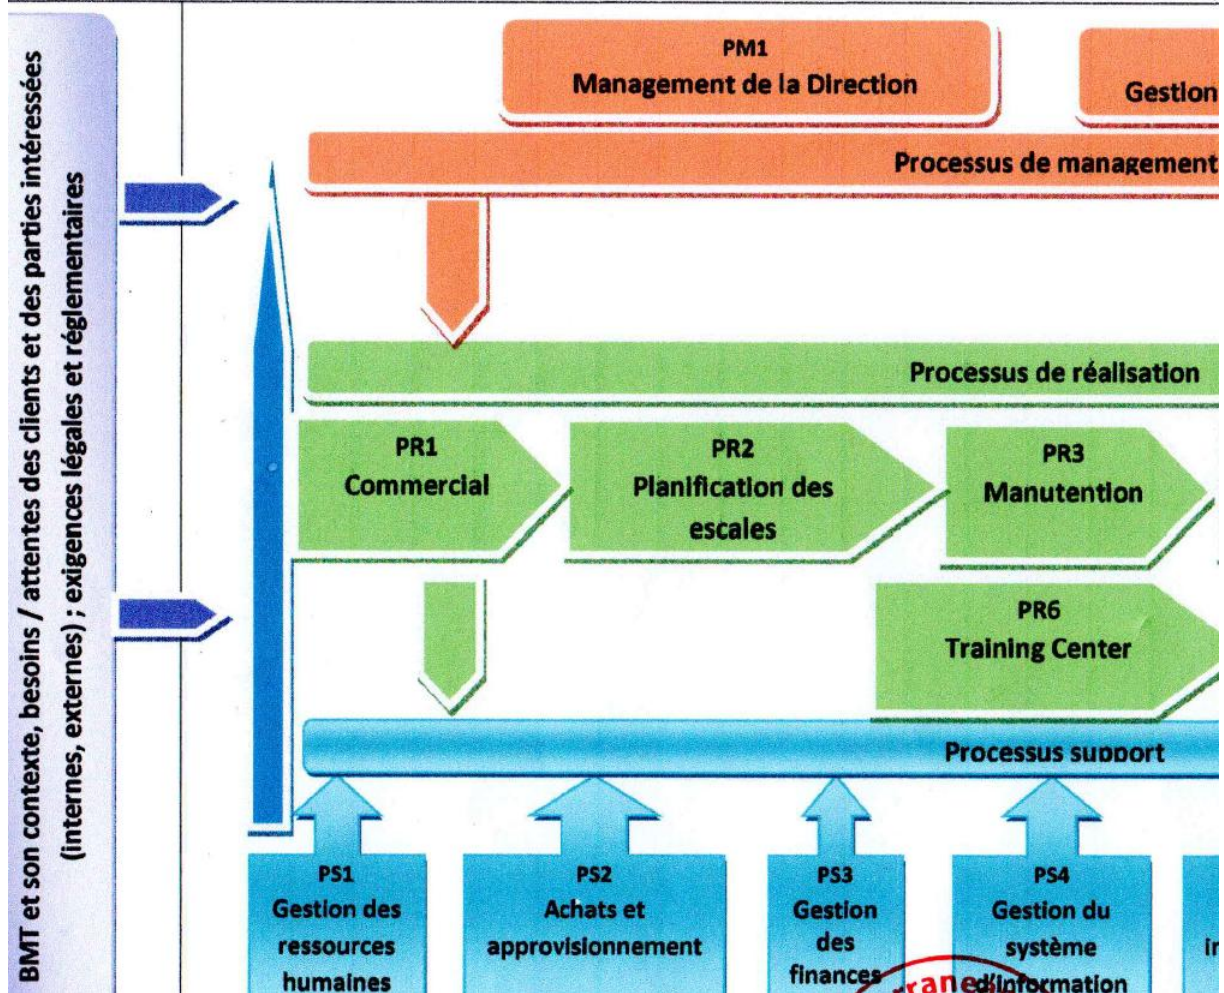 BMT et son contexte, besoins / attentes des clients et des parties intéressées
(internes, externes) ; exigences légales et réglementaires
PM1
Management de la Direction
Gestion
Processus de management
Processus de réalisation
PR1
Commercial
PR2
Planification des
escales
PR3
Manutention
PR6
Training Center
Processus support
PS1
Gestion des
ressources
humaines
PS2
Achats et
approvisionnement
PS3
Gestion
des
finances
PS4
Gestion du
système
d'information